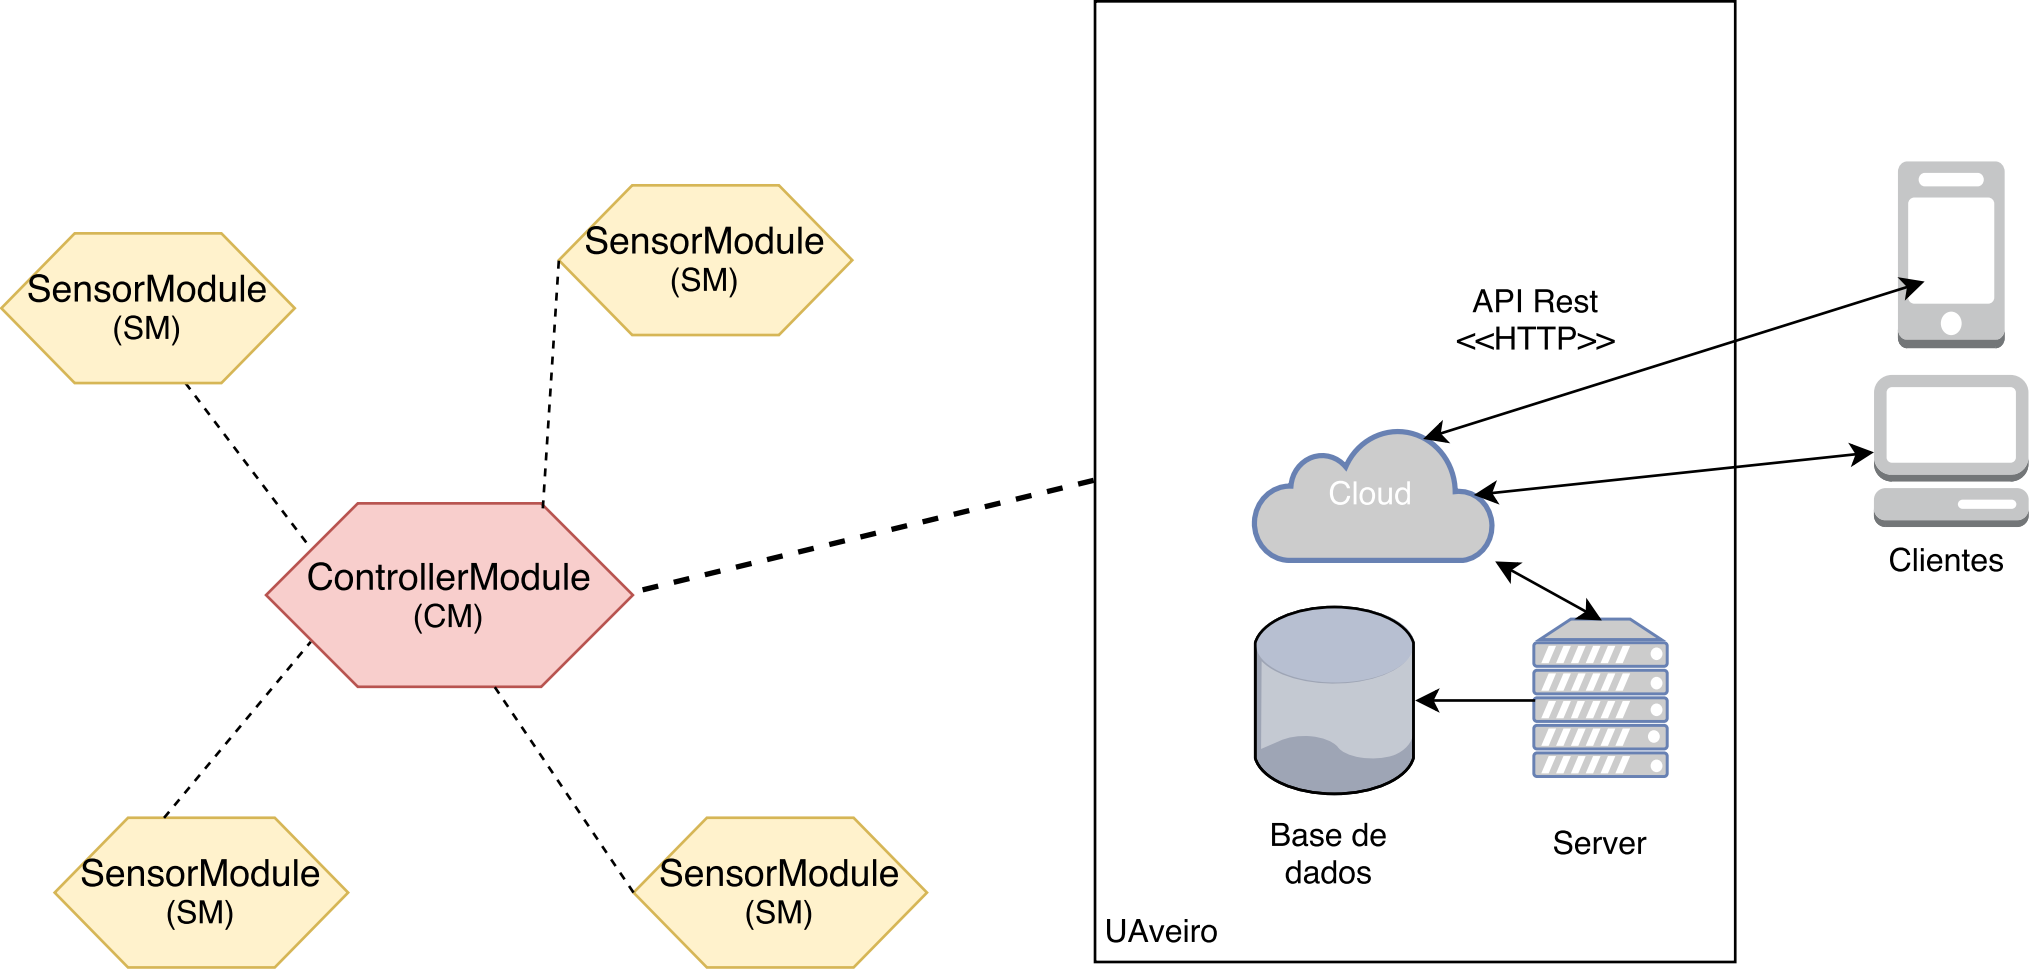 SensorModule
(SM)
SensorModule
(SM)
ControllerModule
(CM)
SensorModule
(SM)
SensorModule
(SM)
API Rest
<<HTTP>>
Cloud
Clientes
Base de
dados
Server
UAveiro